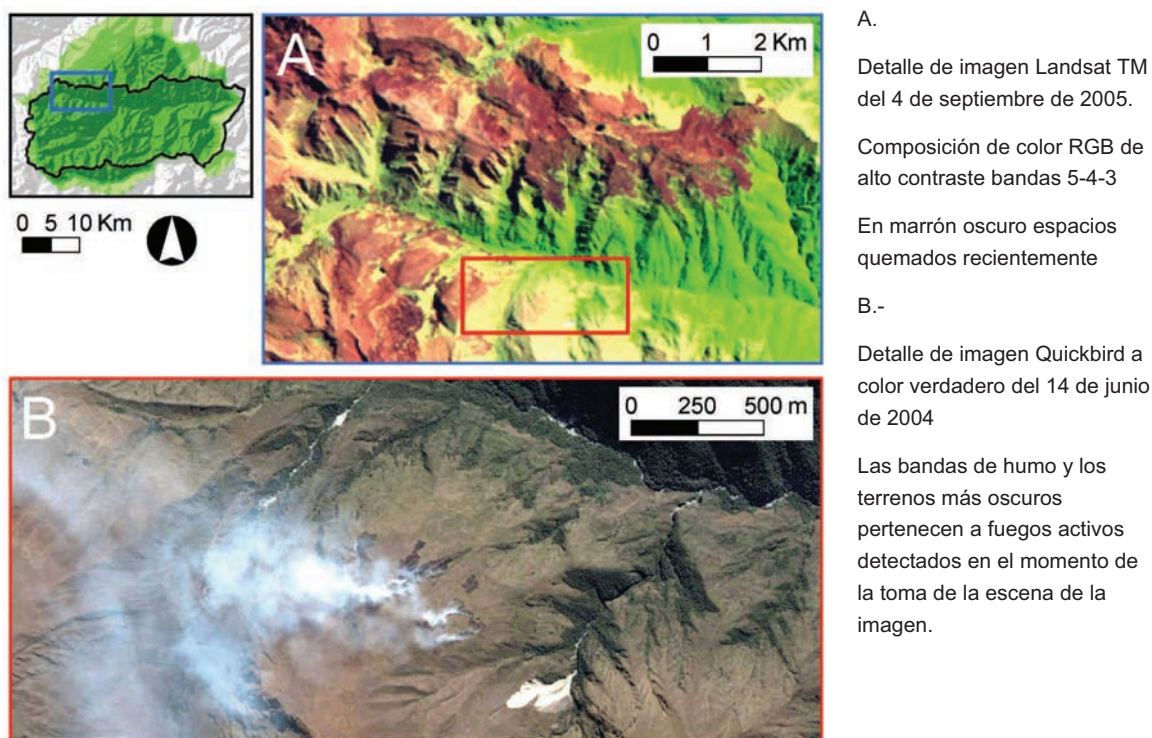 0 5 10 Km
A
0 1 2 Km
B
0 250 500 m
A.
Detalle de imagen Landsat TM
del 4 de septiembre de 2005.
Composición de color RGB de
alto contraste bandas 5-4-3
En marrón oscuro espacios
quemados recientemente
B.-
Detalle de imagen Quickbird a
color verdadero del 14 de junio
de 2004
Las bandas de humo y los
terrenos más oscuros
pertenecen a fuegos activos
detectados en el momento de
la toma de la escena de la
imagen.